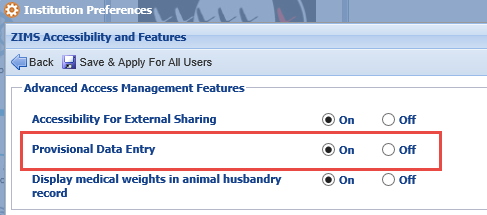 Institution Preferences
ZIMS Accessibility and Features
Back Save & Apply For All Users
Advanced Access Management Features
Accessibility For External Sharing On Off
Provisional Data Entry On Off
Display medical weights in animal husbandry On Off
record